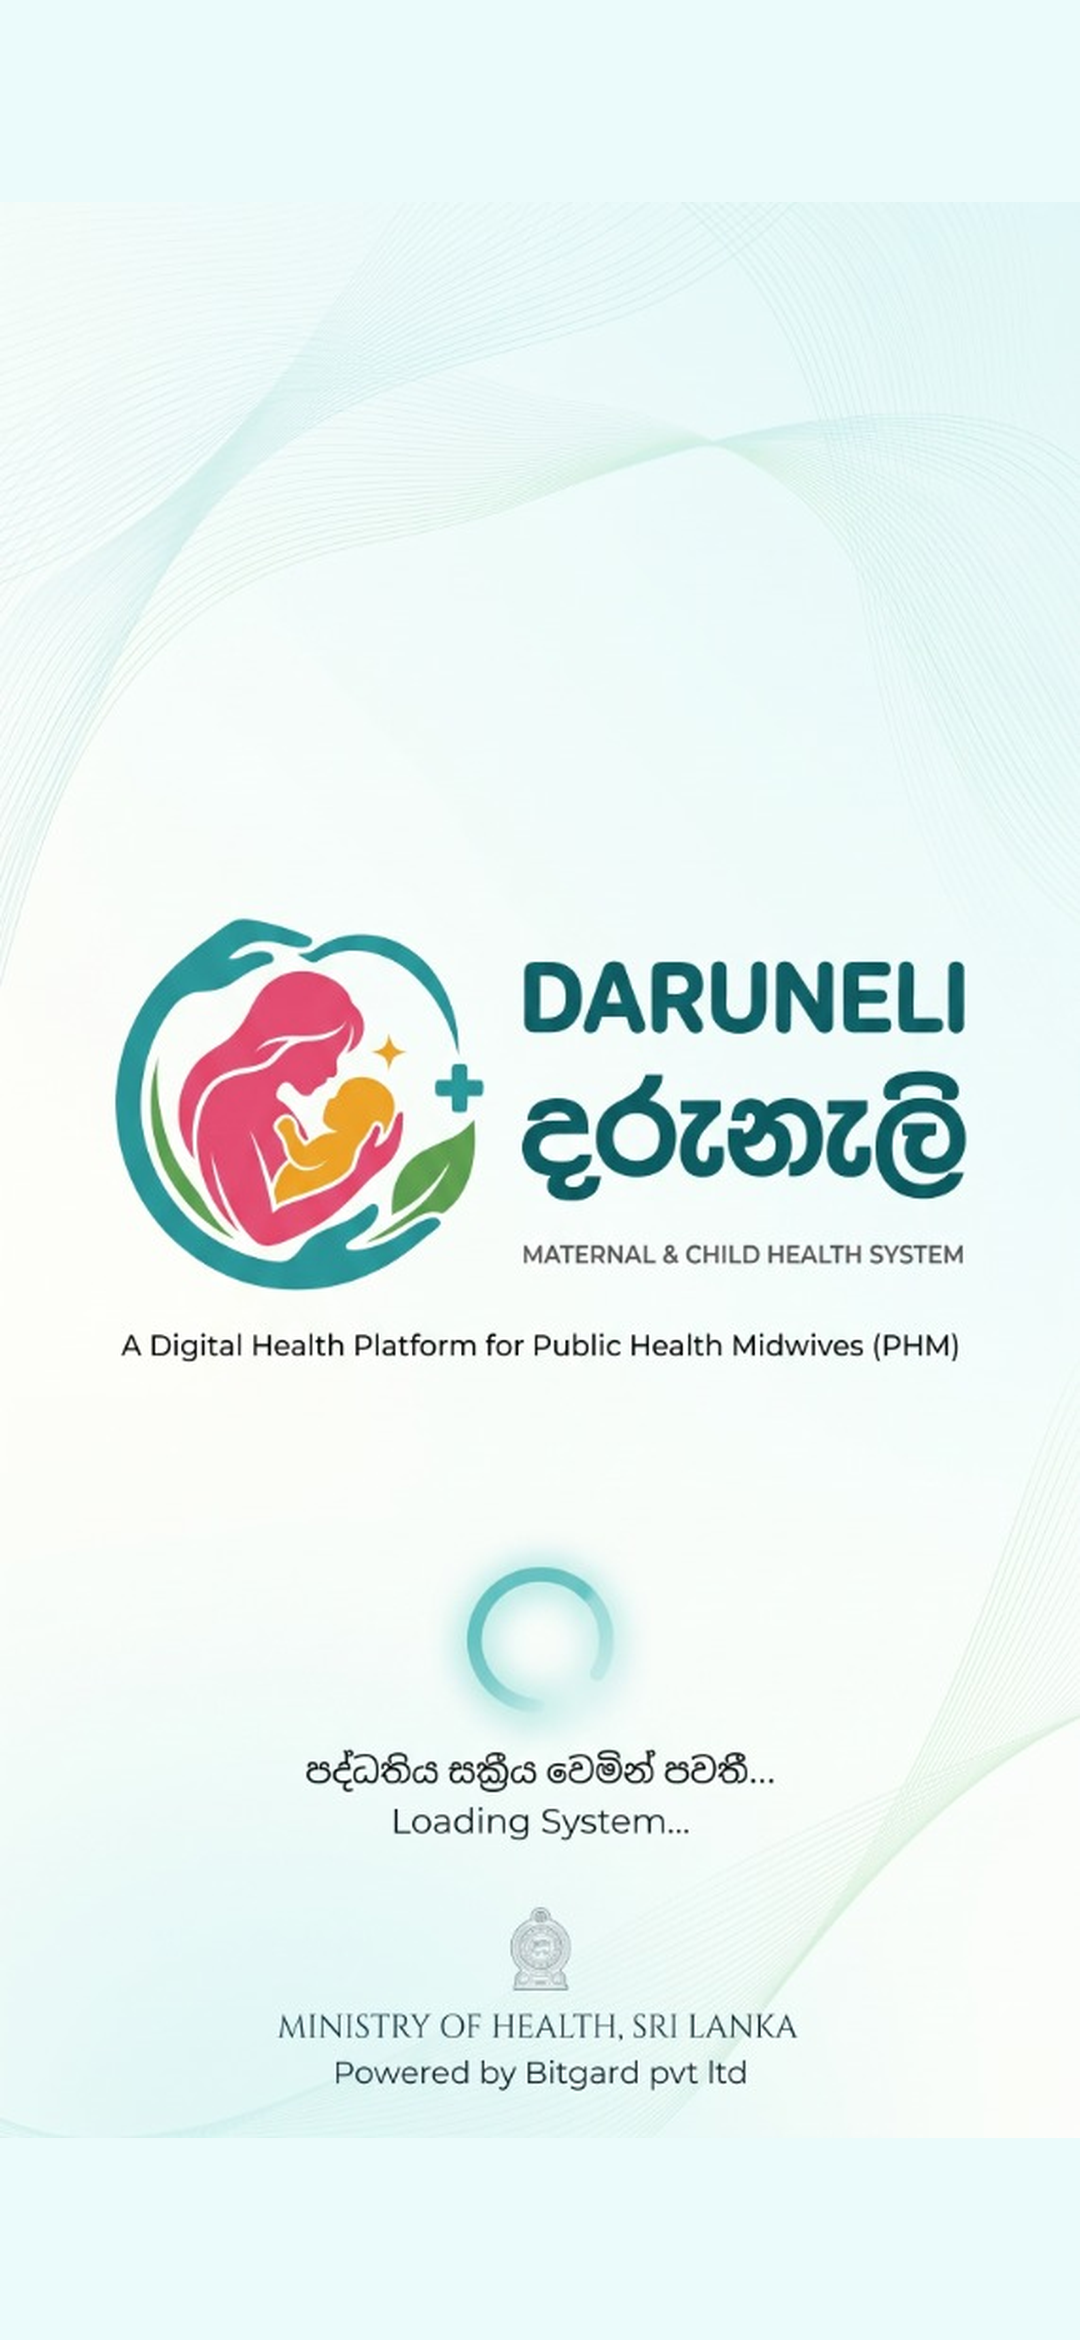 DARUNELI
දරුනැලි
MATERNAL & CHILD HEALTH SYSTEM
A Digital Health Platform for Public Health Midwives (PHM)
පද්ධතිය සක්‍රීය වෙමින් පවතී...
Loading System...
MINISTRY OF HEALTH, SRI LANKA
Powered by Bitgard pvt ltd